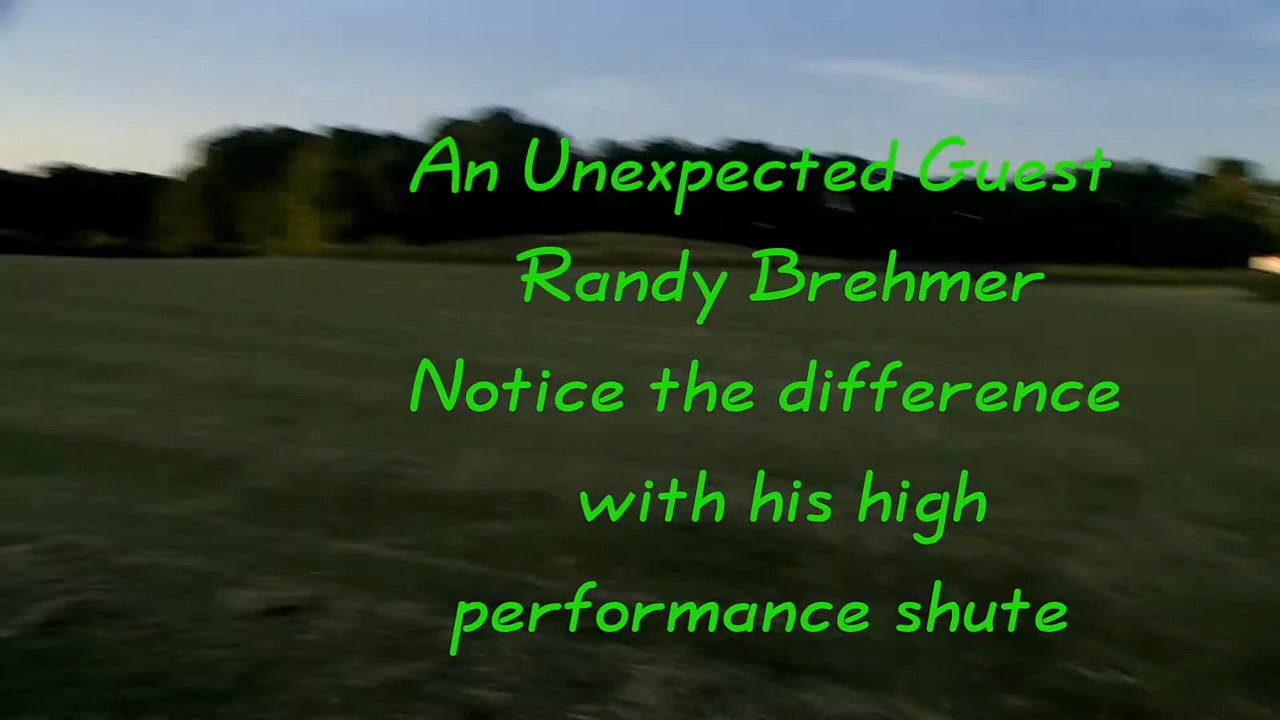 An Unexpected Guest
Randy Brehmer
Notice the difference
with his high
performance shute